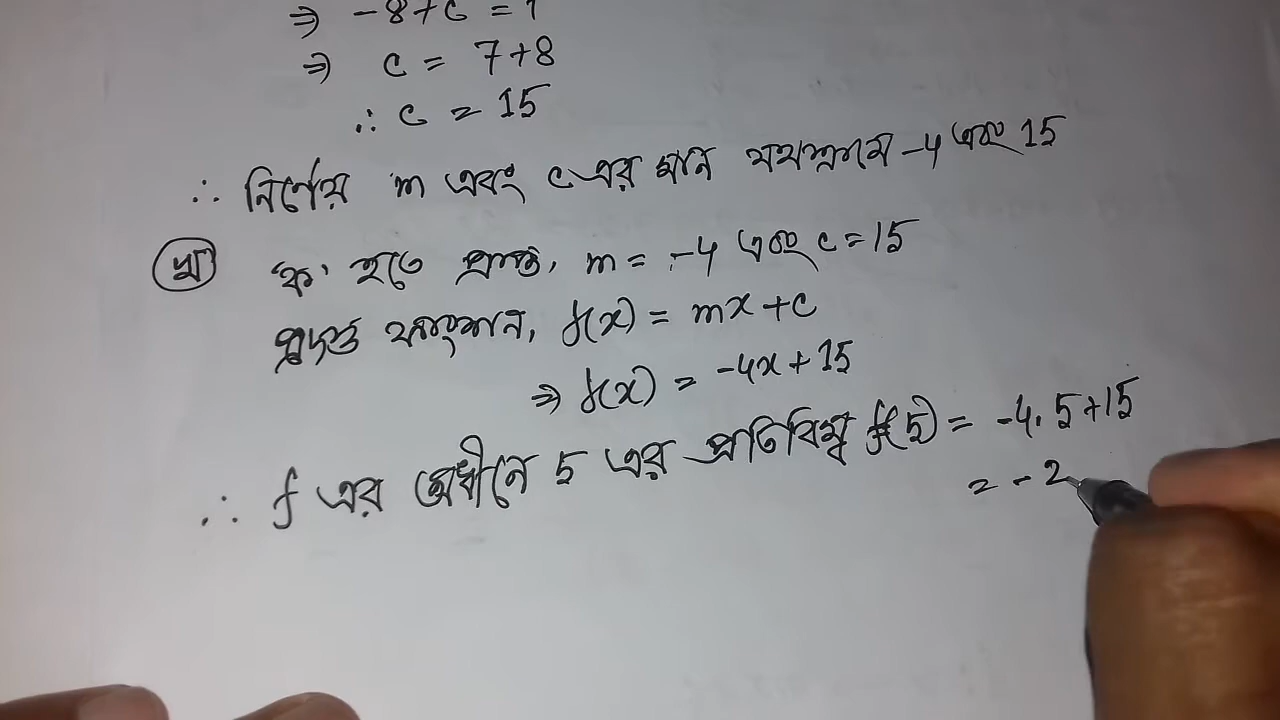 ⇒ -8+c = 7
⇒ c = 7+8
∴ c = 15
∴ নির্ণেয় m এবং c এর মান যথাক্রমে -4 এবং 15
খ 'ক' হতে প্রাপ্ত, m = -4 এবং c = 15
প্রদত্ত ফাংশন, f(x) = mx + c
⇒ f(x) = -4x + 15
∴ f এর অধীনে 5 এর প্রতিবিম্ব f(5) = -4.5+15
= -2